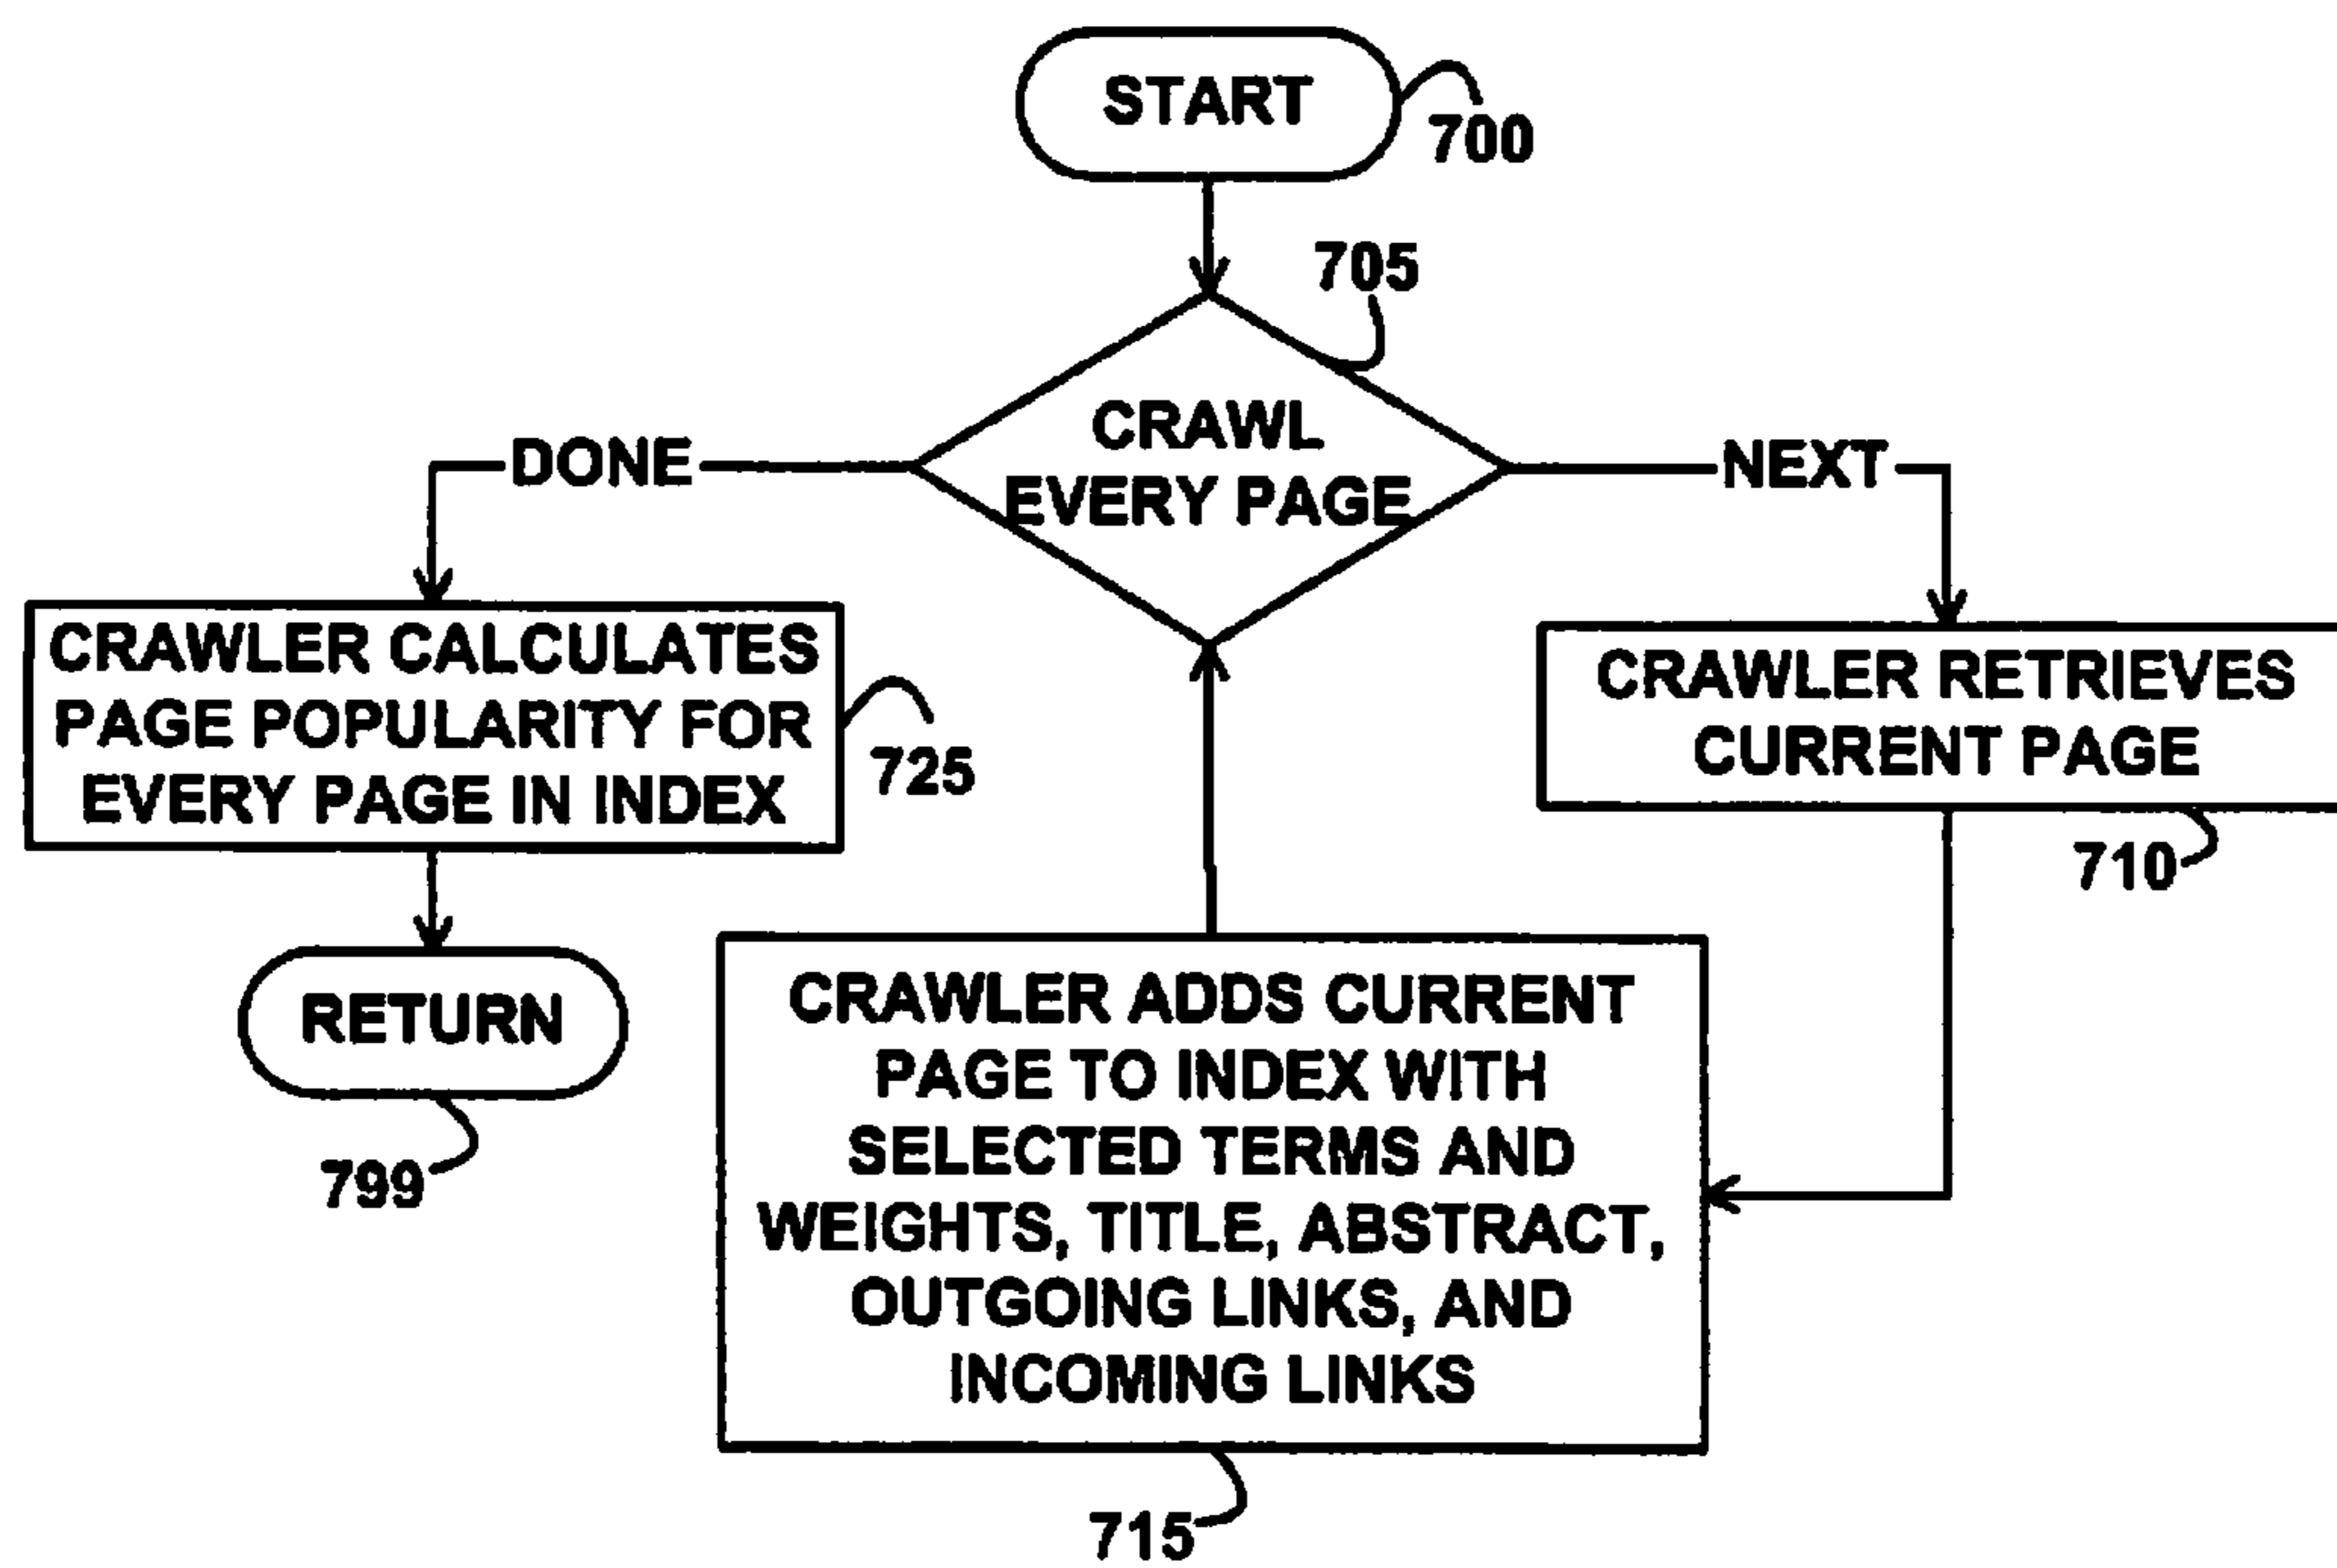 START
700
705
CRAWL
EVERY PAGE
DONE
NEXT
CRAWLER CALCULATES
PAGE POPULARITY FOR
EVERY PAGE IN INDEX
725
CRAWLER RETRIEVES
CURRENT PAGE
710
RETURN
799
CRAWLER ADDS CURRENT
PAGE TO INDEX WITH
SELECTED TERMS AND
WEIGHTS, TITLE, ABSTRACT,
OUTGOING LINKS, AND
INCOMING LINKS
715